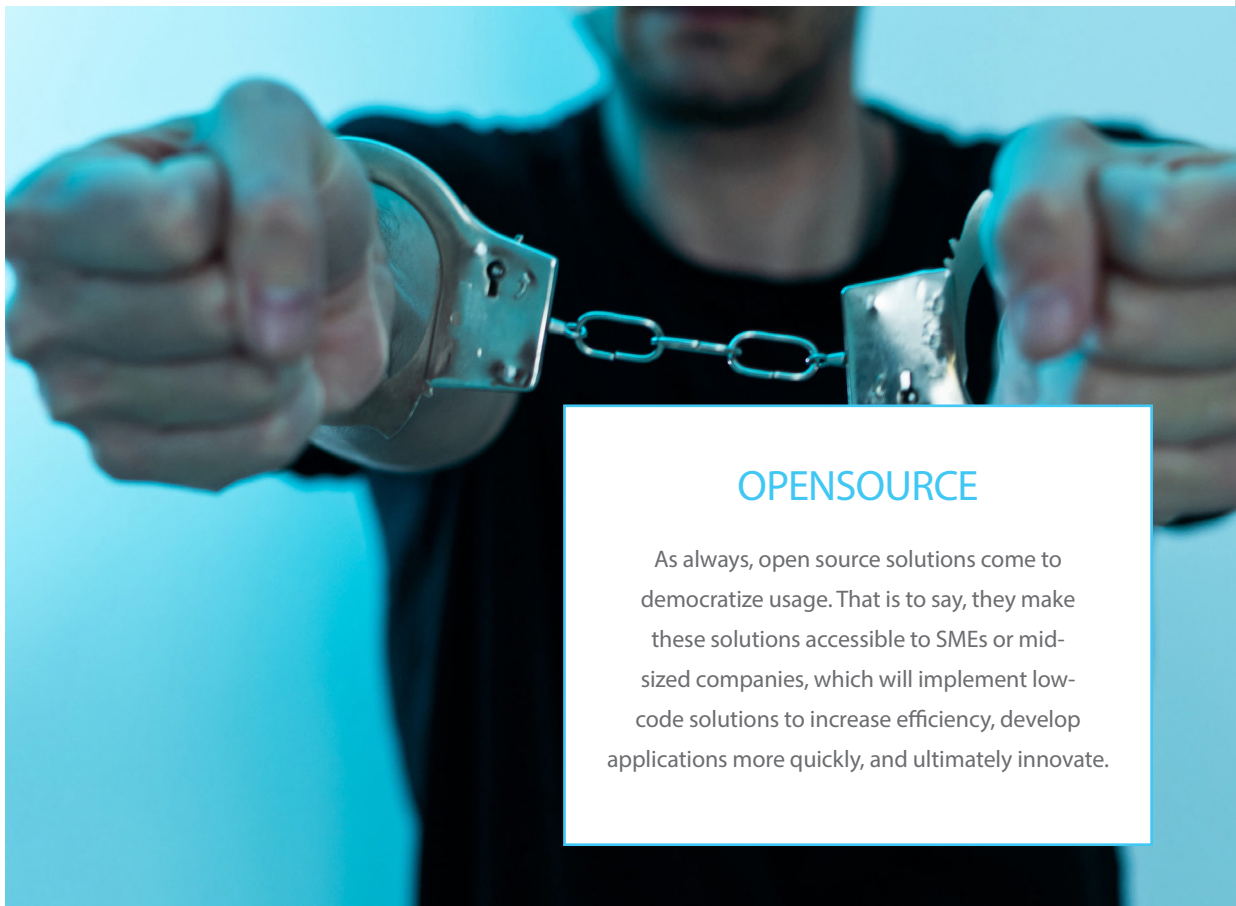 OPENSOURCE
As always, open source solutions come to
democratize usage. That is to say, they make
these solutions accessible to SMEs or mid-
sized companies, which will implement low-
code solutions to increase efficiency, develop
applications more quickly, and ultimately innovate.